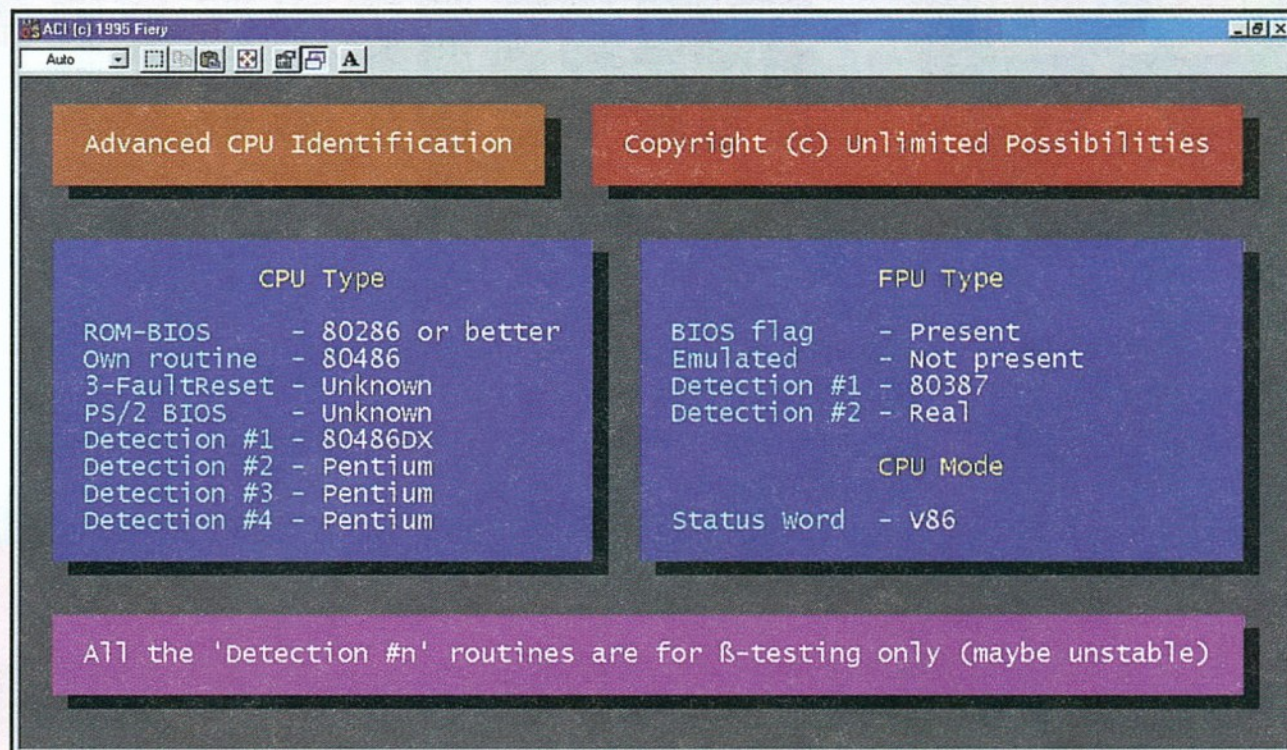 ACI (c) 1995 Fiery
Auto
A
Advanced CPU Identification
Copyright (c) Unlimited Possibilities
CPU Type
ROM-BIOS - 80286 or better
Own routine - 80486
3-FaultReset - Unknown
PS/2 BIOS - Unknown
Detection #1 - 80486DX
Detection #2 - Pentium
Detection #3 - Pentium
Detection #4 - Pentium
FPU Type
BIOS flag - Present
Emulated - Not present
Detection #1 - 80387
Detection #2 - Real
CPU Mode
Status Word - V86
All the 'Detection #n' routines are for ß-testing only (maybe unstable)